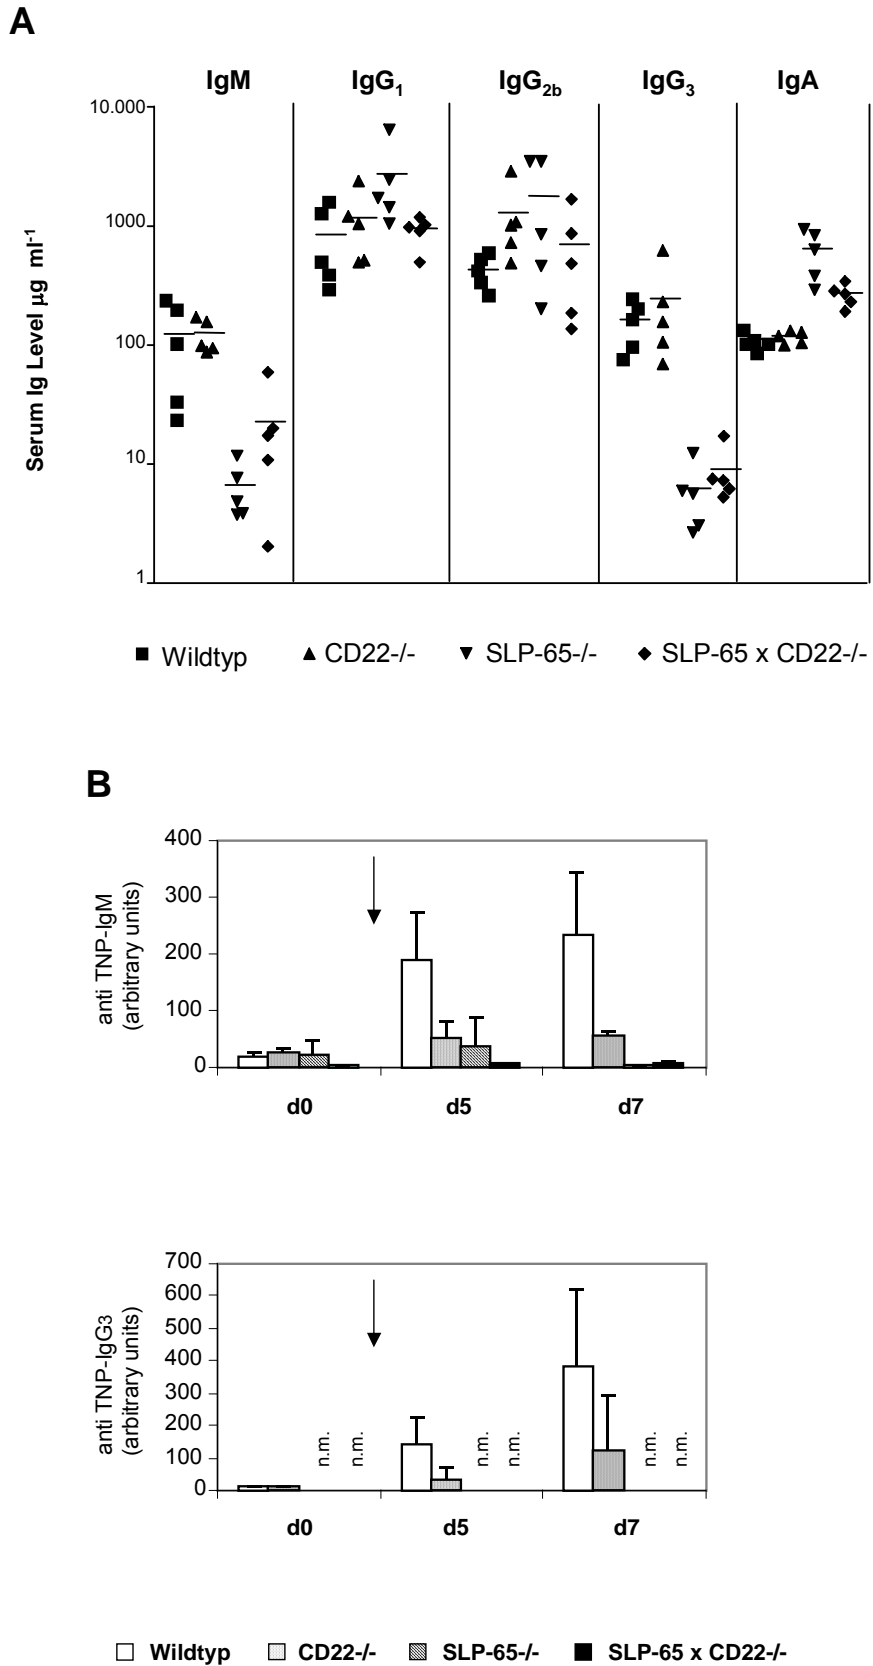 A
IgM IgG1 IgG2b IgG3 IgA
Serum Ig Level µg ml-1
10.000
1000
100
10
1
Wildtyp CD22-/- SLP-65-/- SLP-65 x CD22-/-
B
anti TNP-IgM
(arbitrary units)
400
300
200
100
0
d0 d5 d7
anti TNP-IgG3
(arbitrary units)
700
600
500
400
300
200
100
0
n.m. n.m. n.m. n.m. n.m. n.m.
d0 d5 d7
Wildtyp CD22-/- SLP-65-/- SLP-65 x CD22-/-